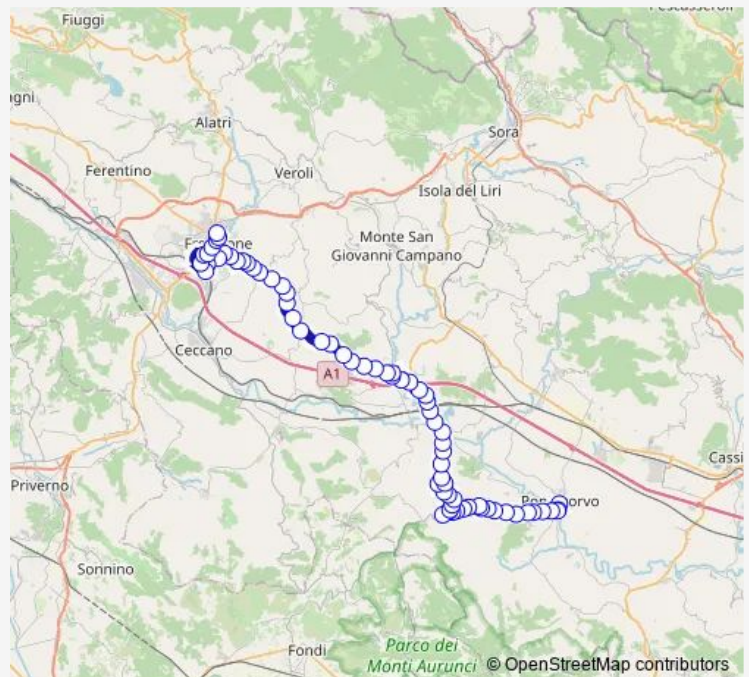 Fiuggi
Alatri
Sora
Ferentino
Veroli
Isola del Liri
Monte San
Giovanni Campano
Ceccano
A1
Priverno
Sonnino
Fondi
Parco dei
Monti Aurunci
© OpenStreetMap contributors